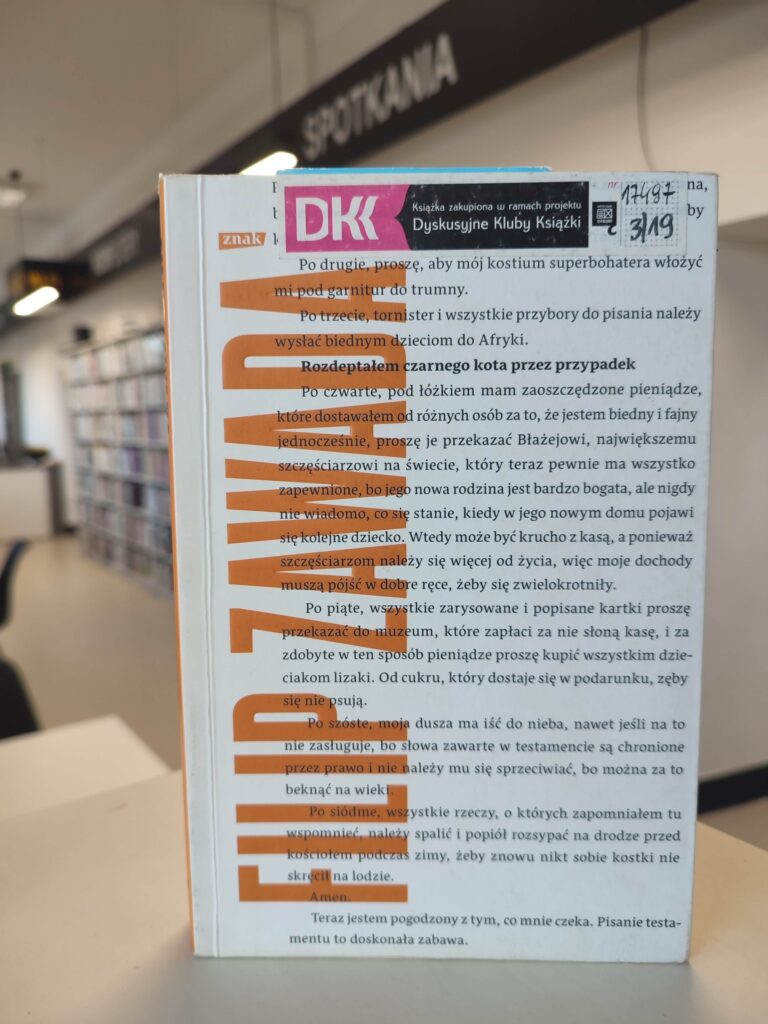 SPOTKANIA
na,
by
DKK
Książka zakupiona w ramach projektu
Dyskusyjne Kluby Książki
nr
17497
3/19
znak
FILIP ZAWADA
Po drugie, proszę, aby mój kostium superbohatera włożyć
mi pod garnitur do trumny.
Po trzecie, tornister i wszystkie przybory do pisania należy
wysłać biednym dzieciom do Afryki.
Rozdeptałem czarnego kota przez przypadek
Po czwarte, pod łóżkiem mam zaoszczędzone pieniądze,
które dostawałem od różnych osób za to, że jestem biedny i fajny
jednocześnie, proszę je przekazać Błażejowi, największemu
szczęściarzowi na świecie, który teraz pewnie ma wszystko
zapewnione, bo jego nowa rodzina jest bardzo bogata, ale nigdy
nie wiadomo, co się stanie, kiedy w jego nowym domu pojawi
się kolejne dziecko. Wtedy może być krucho z kasą, a ponieważ
szczęściarzom należy się więcej od życia, więc moje dochody
muszą pójść w dobre ręce, żeby się zwielokrotniły.
Po piąte, wszystkie zarysowane i popisane kartki proszę
przekazać do muzeum, które zapłaci za nie słoną kasę, i za
zdobyte w ten sposób pieniądze proszę kupić wszystkim dzie-
ciakom lizaki. Od cukru, który dostaje się w podarunku, zęby
się nie psują.
Po szóste, moja dusza ma iść do nieba, nawet jeśli na to
nie zasługuje, bo słowa zawarte w testamencie są chronione
przez prawo i nie należy mu się sprzeciwiać, bo można za to
beknąć na wieki.
Po siódme, wszystkie rzeczy, o których zapomniałem tu
wspomnieć, należy spalić i popiół rozsypać na drodze przed
kościołem podczas zimy, żeby znowu nikt sobie kostki nie
skręcił na lodzie.
Amen.
Teraz jestem pogodzony z tym, co mnie czeka. Pisanie testa-
mentu to doskonała zabawa.